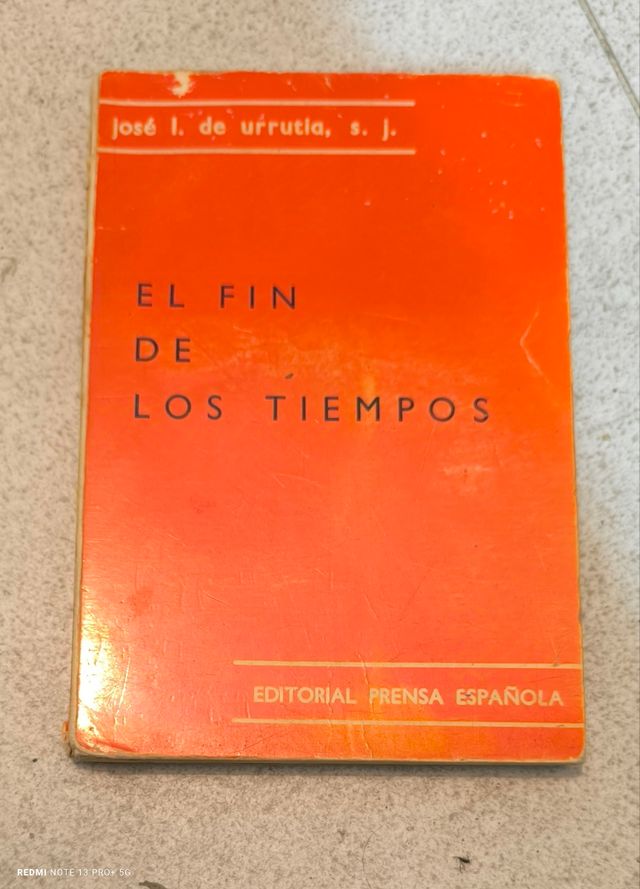 josé l. de urrutia, s. j.
EL FIN
DE
LOS TIEMPOS
EDITORIAL PRENSA ESPAÑOLA
REDMI NOTE 13 PRO+ 5G